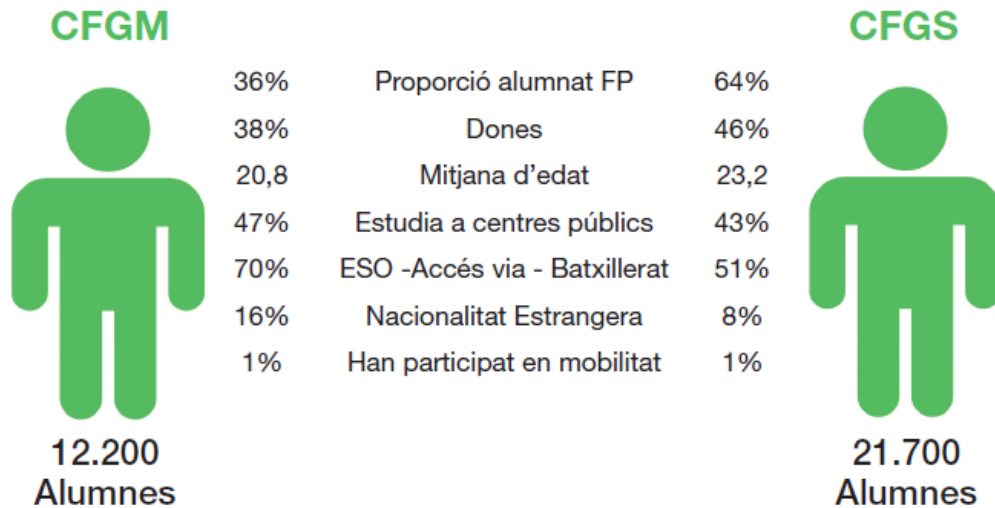 CFGM CFGS
36% Proporció alumnat FP 64%
38% Dones 46%
20,8 Mitjana d’edat 23,2
47% Estudia a centres públics 43%
70% ESO -Accés via - Batxillerat 51%
16% Nacionalitat Estrangera 8%
1% Han participat en mobilitat 1%
12.200 21.700
Alumnes Alumnes